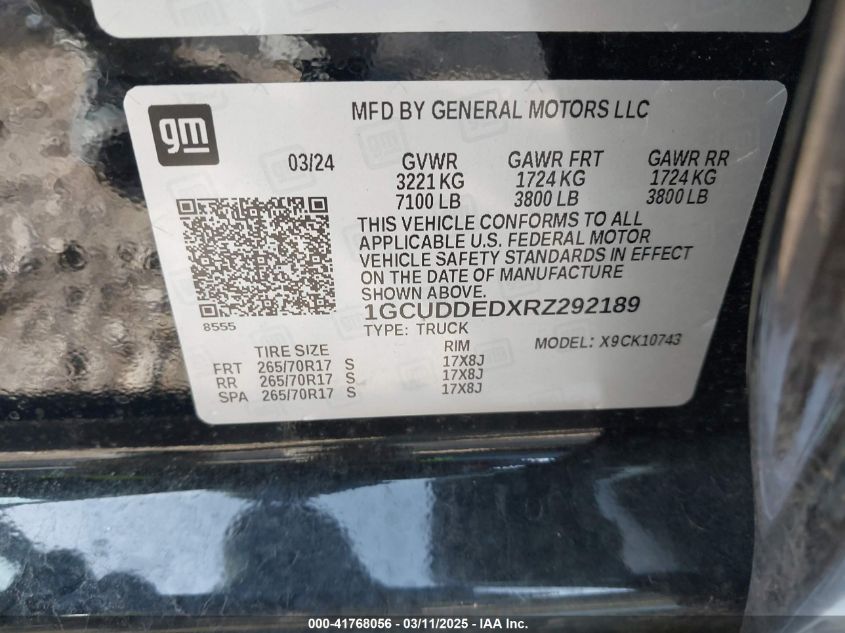 gm
MFD BY GENERAL MOTORS LLC
03/24 GVWR GAWR FRT GAWR RR
3221 KG 1724 KG 1724 KG
7100 LB 3800 LB 3800 LB
THIS VEHICLE CONFORMS TO ALL
APPLICABLE U.S. FEDERAL MOTOR
VEHICLE SAFETY STANDARDS IN EFFECT
ON THE DATE OF MANUFACTURE
SHOWN ABOVE.
8555
1GCUDDEDXRZ292189
TYPE: TRUCK
MODEL: X9CK10743
TIRE SIZE RIM
FRT 265/70R17 S 17X8J
RR 265/70R17 S 17X8J
SPA 265/70R17 S 17X8J
000-41768056 — 03/11/2025 — IAA Inc.